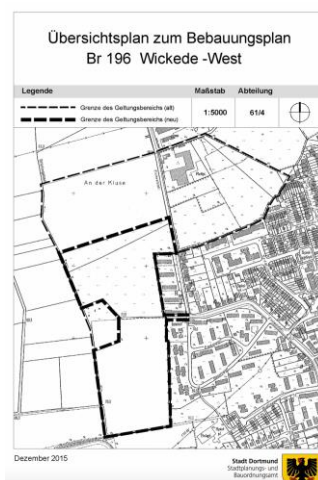 Übersichtsplan zum Bebauungsplan
Br 196 Wickede -West
Legende
Maßstab
Abteilung
Grenze des Geltungsbereichs (alt)
Grenze des Geltungsbereichs (neu)
1:5000
61/4
An der Kluse
Dezember 2015
Stadt Dortmund
Stadtplanungs- und
Bauordnungsamt